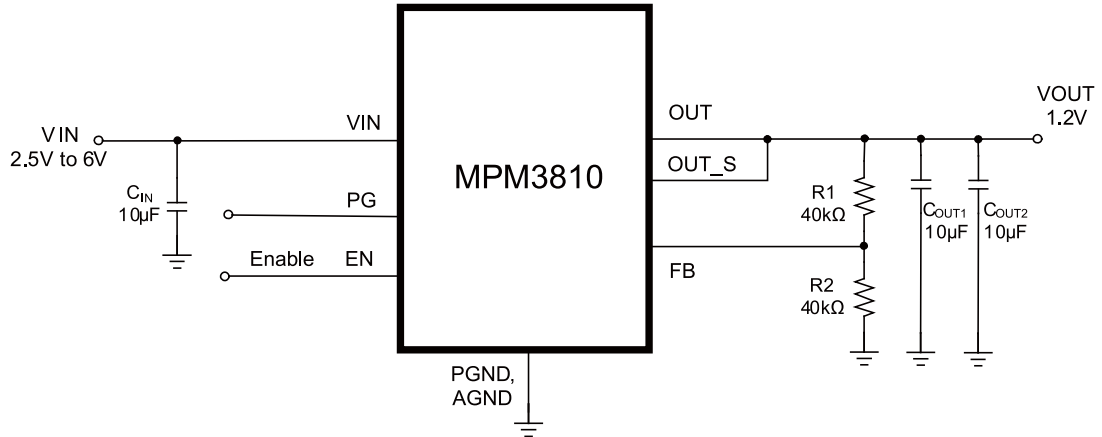 VIN
2.5V to 6V
CIN
10µF
VIN
PG
Enable
EN
MPM3810
PGND,
AGND
OUT
OUT_S
FB
R1
40kΩ
R2
40kΩ
COUT1
10µF
COUT2
10µF
VOUT
1.2V